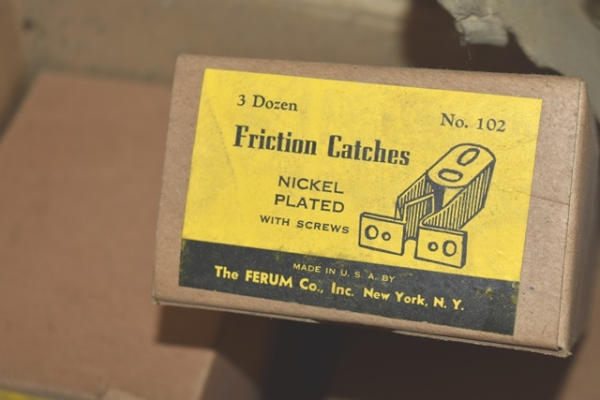 3 Dozen
No. 102
Friction Catches
NICKEL
PLATED
WITH SCREWS
MADE IN U. S. A. BY
The FERUM Co., Inc. New York, N. Y.